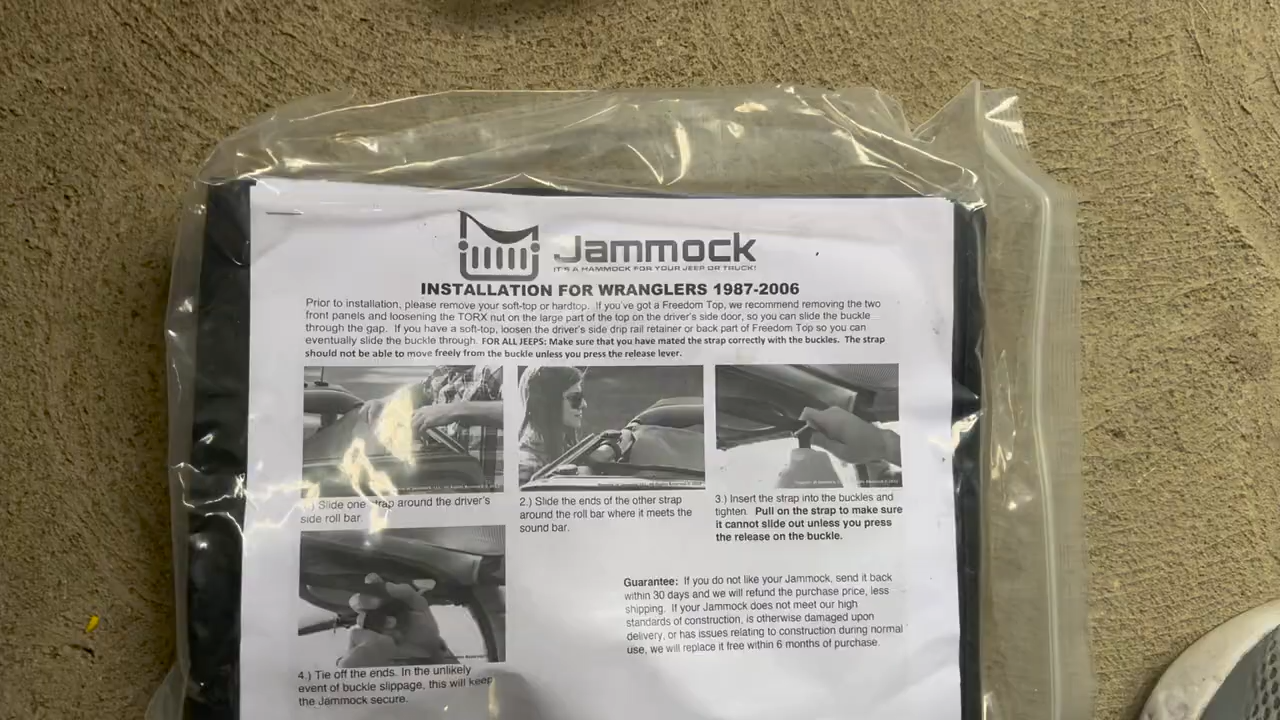 Jammock
IT'S A HAMMOCK FOR YOUR JEEP OR TRUCK!
INSTALLATION FOR WRANGLERS 1987-2006
Prior to installation, please remove your soft-top or hardtop. If you've got a Freedom Top, we recommend removing the two
front panels and loosening the TORX nut on the large part of the top on the driver's side door, so you can slide the buckle
through the gap. If you have a soft-top, loosen the driver's side drip rail retainer or back part of Freedom Top so you can
eventually slide the buckle through. FOR ALL JEEPS: Make sure that you have mated the strap correctly with the buckles. The strap
should not be able to move freely from the buckle unless you press the release lever.
1.) Slide one strap around the driver's
side roll bar.
2.) Slide the ends of the other strap
around the roll bar where it meets the
sound bar.
3.) Insert the strap into the buckles and
tighten. Pull on the strap to make sure
it cannot slide out unless you press
the release on the buckle.
4.) Tie off the ends. In the unlikely
event of buckle slippage, this will keep
the Jammock secure.
Guarantee: If you do not like your Jammock, send it back
within 30 days and we will refund the purchase price, less
shipping. If your Jammock does not meet our high
standards of construction, is otherwise damaged upon
delivery, or has issues relating to construction during normal
use, we will replace it free within 6 months of purchase.